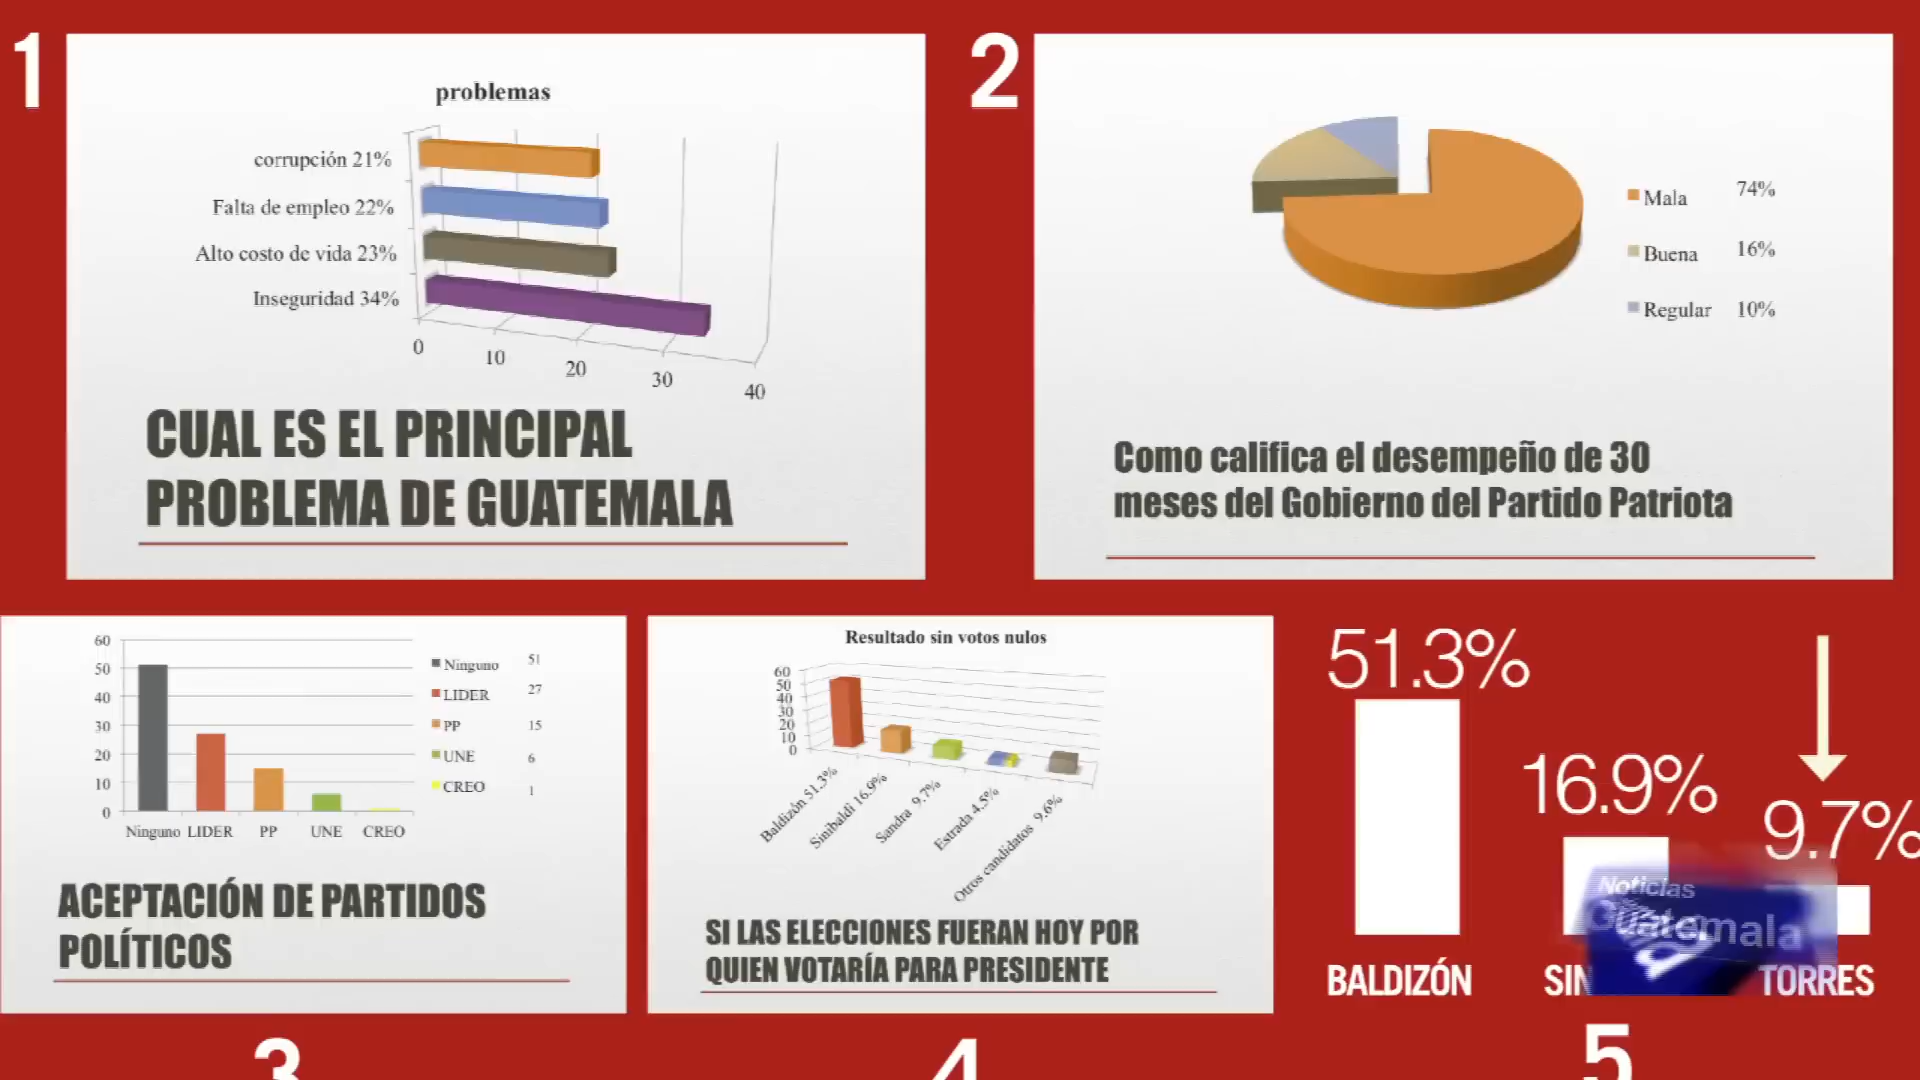 1
problemas
corrupción 21%
Falta de empleo 22%
Alto costo de vida 23%
Inseguridad 34%
0 10 20 30 40
CUAL ES EL PRINCIPAL
PROBLEMA DE GUATEMALA
2
Mala 74%
Buena 16%
Regular 10%
Como califica el desempeño de 30
meses del Gobierno del Partido Patriota
60
50
40
30
20
10
0
Ninguno LIDER PP UNE CREO
Ninguno 51
LIDER 27
PP 15
UNE 6
CREO 1
ACEPTACIÓN DE PARTIDOS
POLÍTICOS
3
Resultado sin votos nulos
60
50
40
30
20
10
0
Baldizón 51.3%
Sinibaldi 16.9%
Sandra 9.7%
Estrada 4.5%
Otros candidatos 9.6%
SI LAS ELECCIONES FUERAN HOY POR
QUIEN VOTARÍA PARA PRESIDENTE
4
51.3%
16.9%
9.7%
BALDIZÓN
SIN
TORRES
Noticias
Guatemala
5